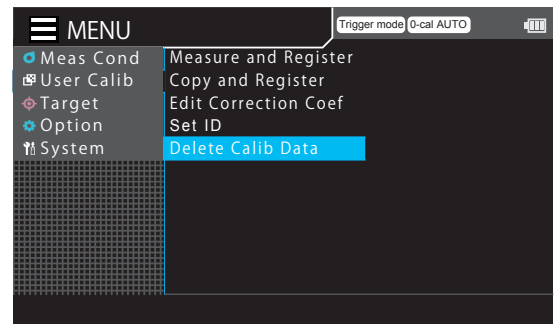 MENU
Trigger mode 0-cal AUTO
Meas Cond
User Calib
Target
Option
System
Measure and Register
Copy and Register
Edit Correction Coef
Set ID
Delete Calib Data